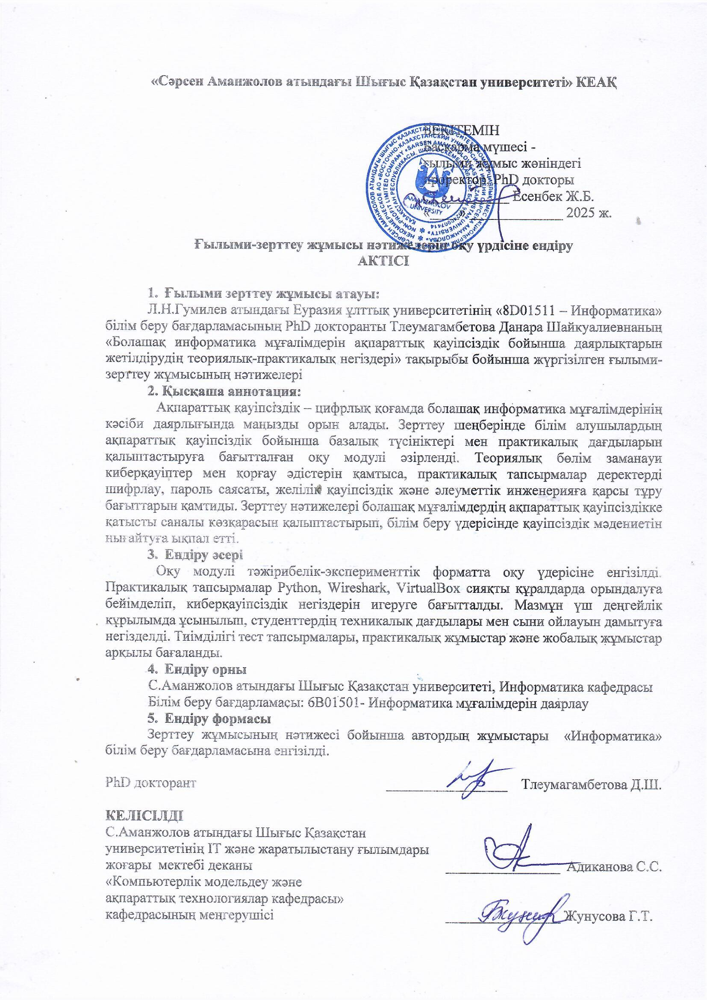 «Сәрсен Аманжолов атындағы Шығыс Қазақстан университеті» КЕАҚ
БЕКІТЕМІН
Басқарма мүшесі -
ғылыми жұмыс жөніндегі
проректор, PhD докторы
Есенбек Ж.Б.
2025 ж.
AMANZHOLOV
UNIVERSITY
Ғылыми-зерттеу жұмысы нәтижелерін оқу үрдісіне ендіру
АКТІСІ
1. Ғылыми зерттеу жұмысы атауы:
Л.Н.Гумилев атындағы Еуразия ұлттық университетінің «8D01511 – Информатика»
білім беру бағдарламасының PhD докторанты Тлеумагамбетова Данара Шайкуалиевнаның
«Болашақ информатика мұғалімдерін ақпараттық қауіпсіздік бойынша даярлықтарын
жетілдірудің теориялық-практикалық негіздері» тақырыбы бойынша жүргізілген ғылыми-
зерттеу жұмысының нәтижелері
2. Қысқаша аннотация:
Ақпараттық қауіпсіздік – цифрлық қоғамда болашақ информатика мұғалімдерінің
кәсіби даярлығында маңызды орын алады. Зерттеу шеңберінде білім алушылардың
ақпараттық қауіпсіздік бойынша базалық түсініктері мен практикалық дағдыларын
қалыптастыруға бағытталған оқу модулі әзірленді. Теориялық бөлім заманауи
киберқауіптер мен қорғау әдістерін қамтыса, практикалық тапсырмалар деректерді
шифрлау, пароль саясаты, желілік қауіпсіздік және әлеуметтік инженерияға қарсы тұру
бағыттарын қамтиды. Зерттеу нәтижелері болашақ мұғалімдердің ақпараттық қауіпсіздікке
қатысты саналы көзқарасын қалыптастырып, білім беру үдерісінде қауіпсіздік мәдениетін
нығайтуға ықпал етті.
3. Ендіру әсері
Оқу модулі тәжірибелік-эксперименттік форматта оқу үдерісіне енгізілді.
Практикалық тапсырмалар Python, Wireshark, VirtualBox сияқты құралдарда орындалуға
бейімделіп, киберқауіпсіздік негіздерін игеруге бағытталды. Мазмұн үш деңгейлік
құрылымда ұсынылып, студенттердің техникалық дағдылары мен сыни ойлауын дамытуға
негізделді. Тиімділігі тест тапсырмалары, практикалық жұмыстар және жобалық жұмыстар
арқылы бағаланды.
4. Ендіру орны
С.Аманжолов атындағы Шығыс Қазақстан университеті, Информатика кафедрасы
Білім беру бағдарламасы: 6В01501- Информатика мұғалімдерін даярлау
5. Ендіру формасы
Зерттеу жұмысының нәтижесі бойынша автордың жұмыстары «Информатика»
білім беру бағдарламасына енгізілді.
PhD докторант Тлеумагамбетова Д.Ш.
КЕЛІСІЛДІ
С.Аманжолов атындағы Шығыс Қазақстан
университетінің IT және жаратылыстану ғылымдары
жоғары мектебі деканы Адиканова С.С.
«Компьютерлік модельдеу және
ақпараттық технологиялар кафедрасы»
кафедрасының меңгерушісі Жунусова Г.Т.